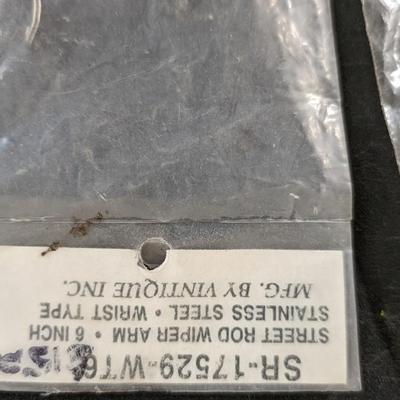 SR-17529-WT6
STREET ROD WIPER ARM • 6 INCH
STAINLESS STEEL • WRIST TYPE
MFG. BY VINTIQUE INC.